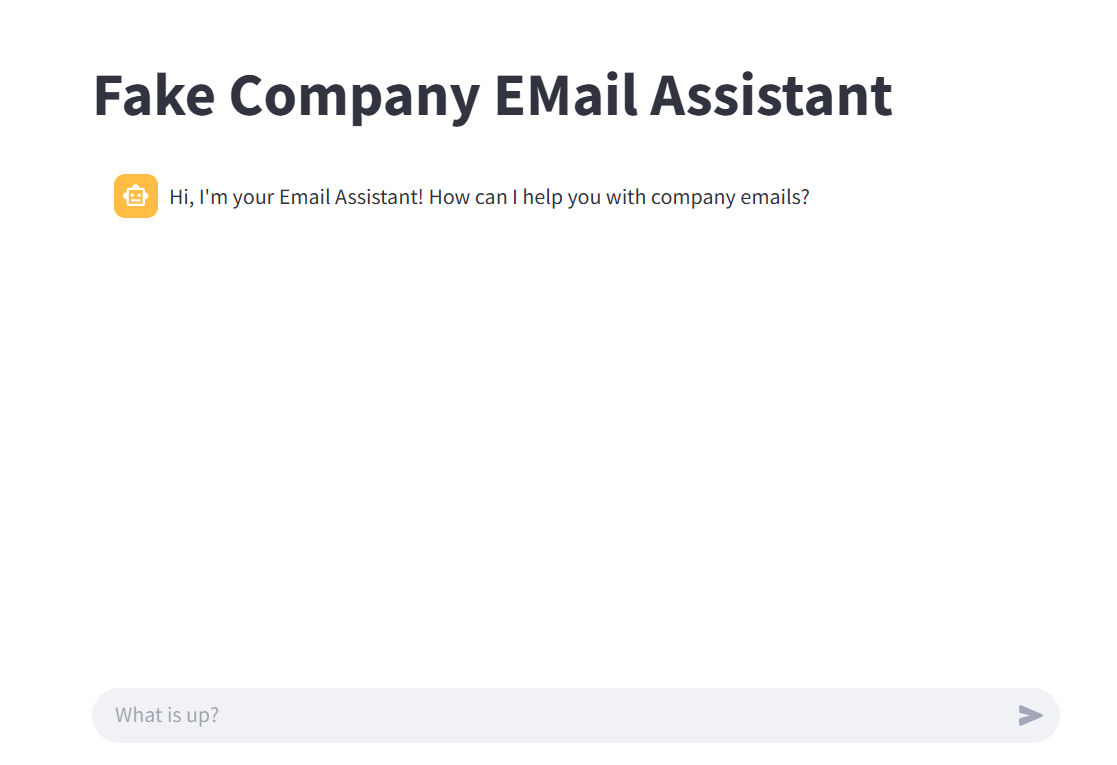 Fake Company EMail Assistant
Hi, I'm your Email Assistant! How can I help you with company emails?
What is up?